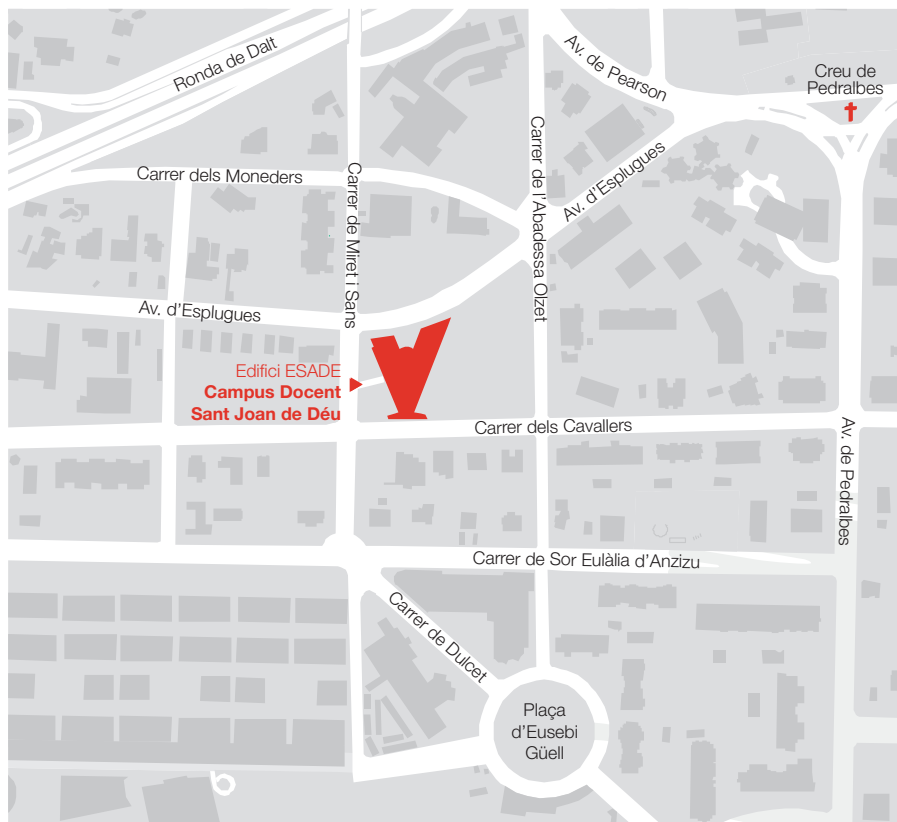 Ronda de Dalt
Av. de Pearson
Creu de
Pedralbes
Carrer dels Moneders
Carrer de Miret i Sans
Carrer de l'Abadessa Olzet
Av. d'Esplugues
Av. d'Esplugues
Edifici ESADE
Campus Docent
Sant Joan de Déu
Carrer dels Cavallers
Av. de Pedralbes
Carrer de Sor Eulàlia d'Anzizu
Carrer de Dulcet
Plaça
d'Eusebi
Güell